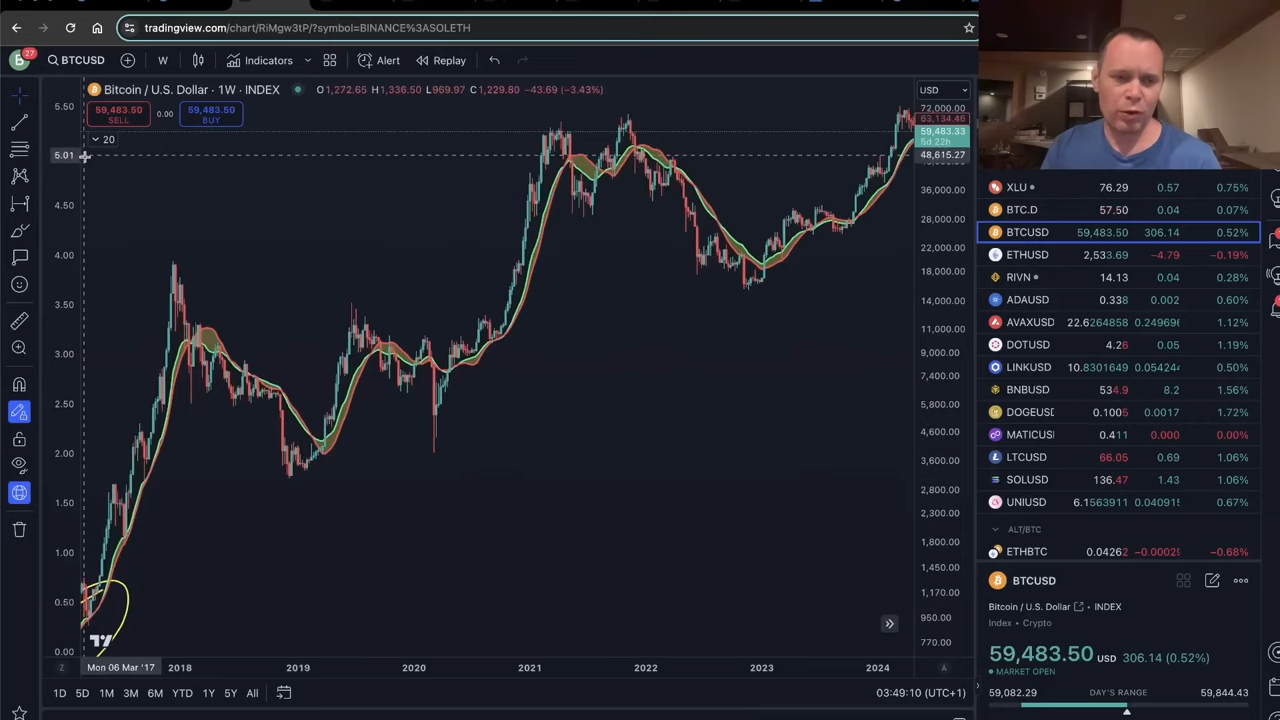 tradingview.com/chart/RiMgw3tP/?symbol=BINANCE%3ASOLETH
27
B
BTCUSD
W
Indicators
Alert
Replay
Bitcoin / U.S. Dollar · 1W · INDEX
O1,272.65 H1,336.50 L969.97 C1,229.80 −43.69 (−3.43%)
USD
59,483.50
SELL
0.00
59,483.50
BUY
20
5.50
5.01
4.50
4.00
3.50
3.00
2.50
2.00
1.50
1.00
0.50
0.00
72,000.00
63,134.46
59,483.33
5d 22h
48,615.27
36,000.00
28,000.00
22,000.00
18,000.00
14,000.00
11,000.00
9,000.00
7,400.00
5,800.00
4,600.00
3,600.00
2,800.00
2,300.00
1,800.00
1,450.00
1,170.00
950.00
770.00
Z
Mon 06 Mar '17
2018
2019
2020
2021
2022
2023
2024
A
1D 5D 1M 3M 6M YTD 1Y 5Y All
03:49:10 (UTC+1)
XLU 76.29 0.57 0.75%
BTC.D 57.50 0.04 0.07%
BTCUSD 59,483.50 306.14 0.52%
ETHUSD 2,533.69 −4.79 −0.19%
RIVN 14.13 0.04 0.28%
ADAUSD 0.338 0.002 0.60%
AVAXUSD 22.6264858 0.249696 1.12%
DOTUSD 4.26 0.05 1.19%
LINKUSD 10.8301649 0.054244 0.50%
BNBUSD 534.9 8.2 1.56%
DOGEUSD 0.1005 0.0017 1.72%
MATICUSD 0.411 0.000 0.00%
LTCUSD 66.05 0.69 1.06%
SOLUSD 136.47 1.43 1.06%
UNIUSD 6.1563911 0.040915 0.67%
ALT/BTC
ETHBTC 0.04262 −0.00029 −0.68%
BTCUSD
Bitcoin / U.S. Dollar · INDEX
Index · Crypto
59,483.50 USD 306.14 (0.52%)
MARKET OPEN
59,082.29 DAY'S RANGE 59,844.43